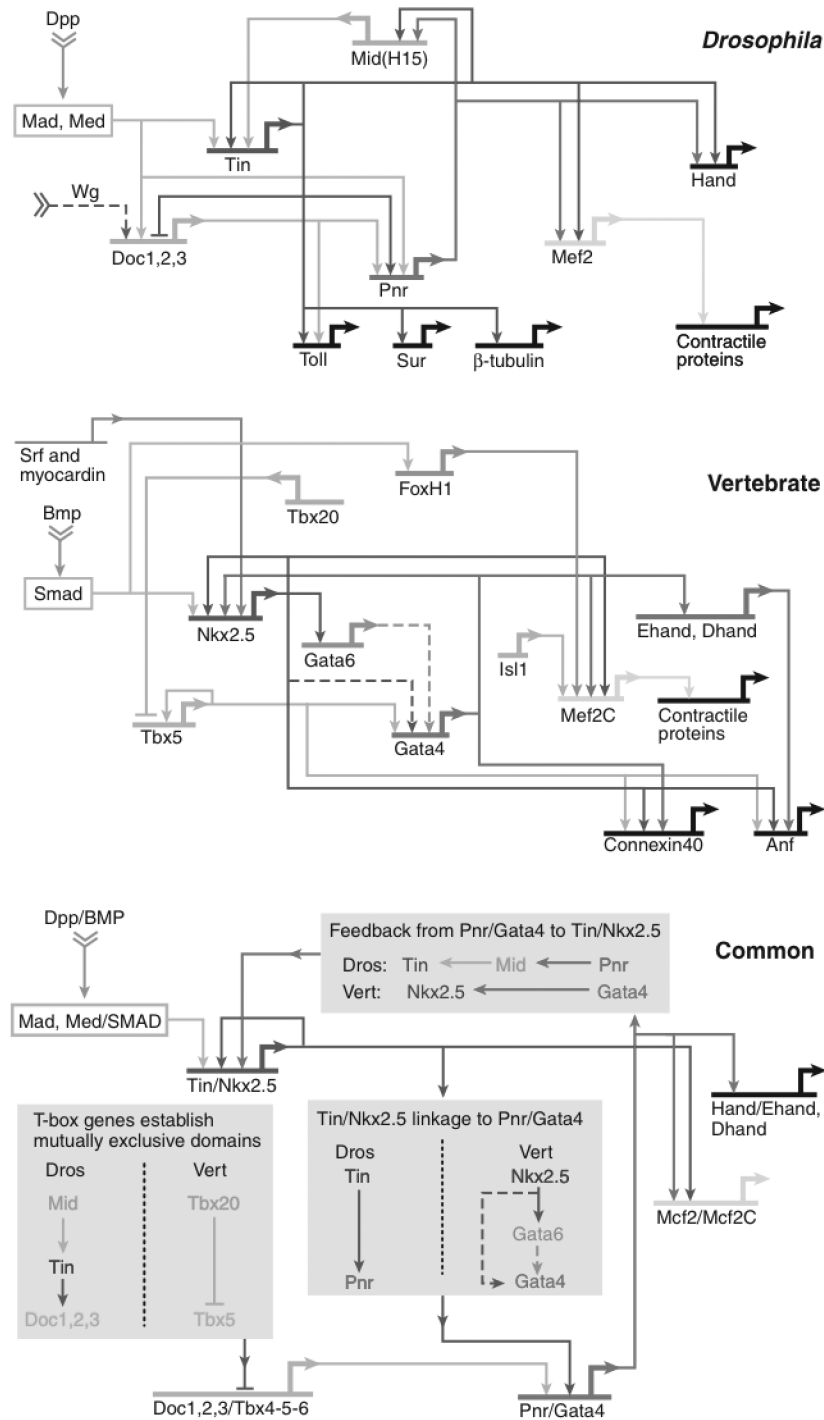 Dpp
Drosophila
Mid(H15)
Mad, Med
Tin
Hand
Wg
Doc1,2,3
Mef2
Pnr
Toll
Sur
β-tubulin
Contractile
proteins
Srf and
myocardin
FoxH1
Vertebrate
Tbx20
Bmp
Smad
Nkx2.5
Ehand, Dhand
Gata6
Isl1
Mef2C
Contractile
proteins
Tbx5
Gata4
Connexin40
Anf
Dpp/BMP
Feedback from Pnr/Gata4 to Tin/Nkx2.5
Dros: Tin Mid Pnr
Vert: Nkx2.5 Gata4
Common
Mad, Med/SMAD
Tin/Nkx2.5
Hand/Ehand,
Dhand
T-box genes establish
mutually exclusive domains
Dros Vert
Mid Tbx20
Tin
Doc1,2,3 Tbx5
Tin/Nkx2.5 linkage to Pnr/Gata4
Dros Vert
Tin Nkx2.5
Gata6
Pnr Gata4
Mcf2/Mcf2C
Doc1,2,3/Tbx4-5-6
Pnr/Gata4